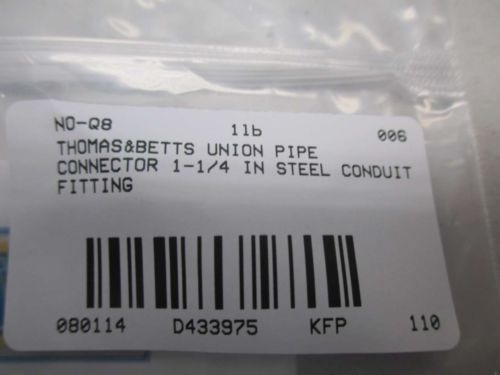 NO-Q8 1lb 006
THOMAS&BETTS UNION PIPE
CONNECTOR 1-1/4 IN STEEL CONDUIT
FITTING
080114 D433975 KFP 110